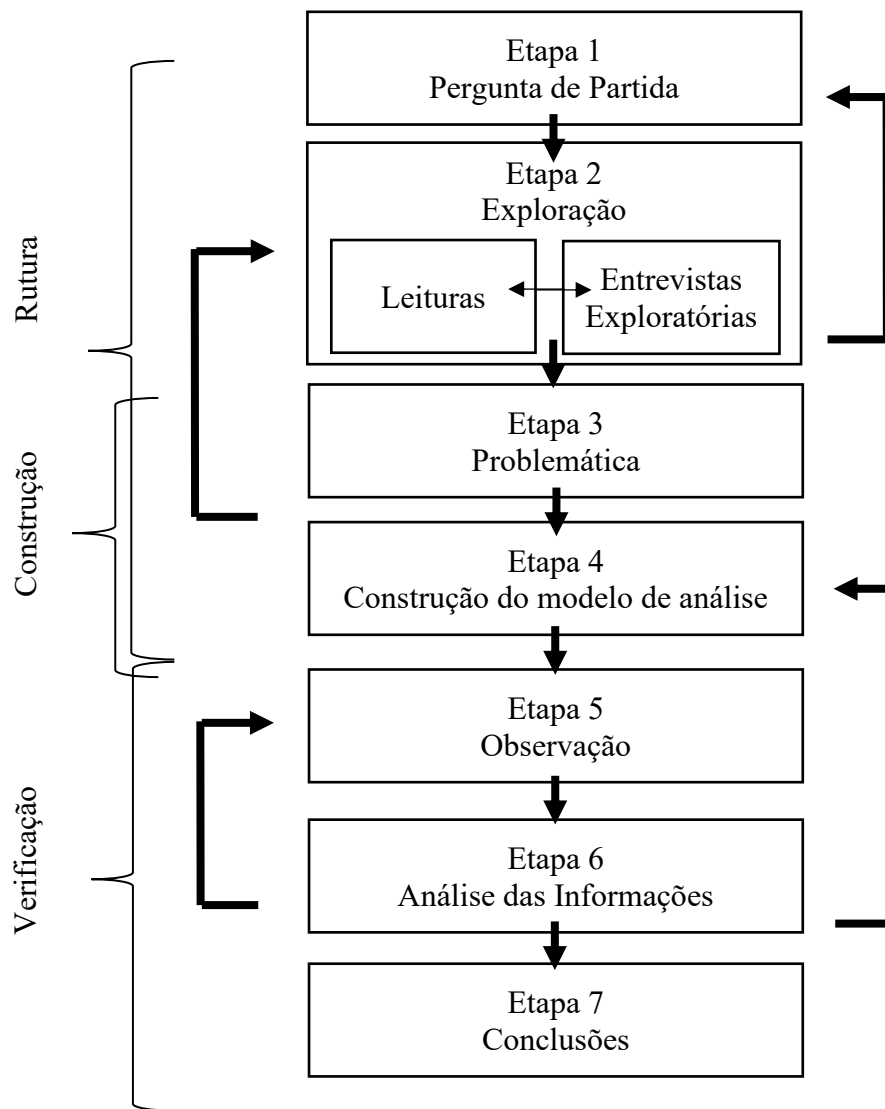 Etapa 1
Pergunta de Partida
Etapa 2
Exploração
Leituras
Entrevistas
Exploratórias
Etapa 3
Problemática
Etapa 4
Construção do modelo de análise
Etapa 5
Observação
Etapa 6
Análise das Informações
Etapa 7
Conclusões
Rutura
Construção
Verificação